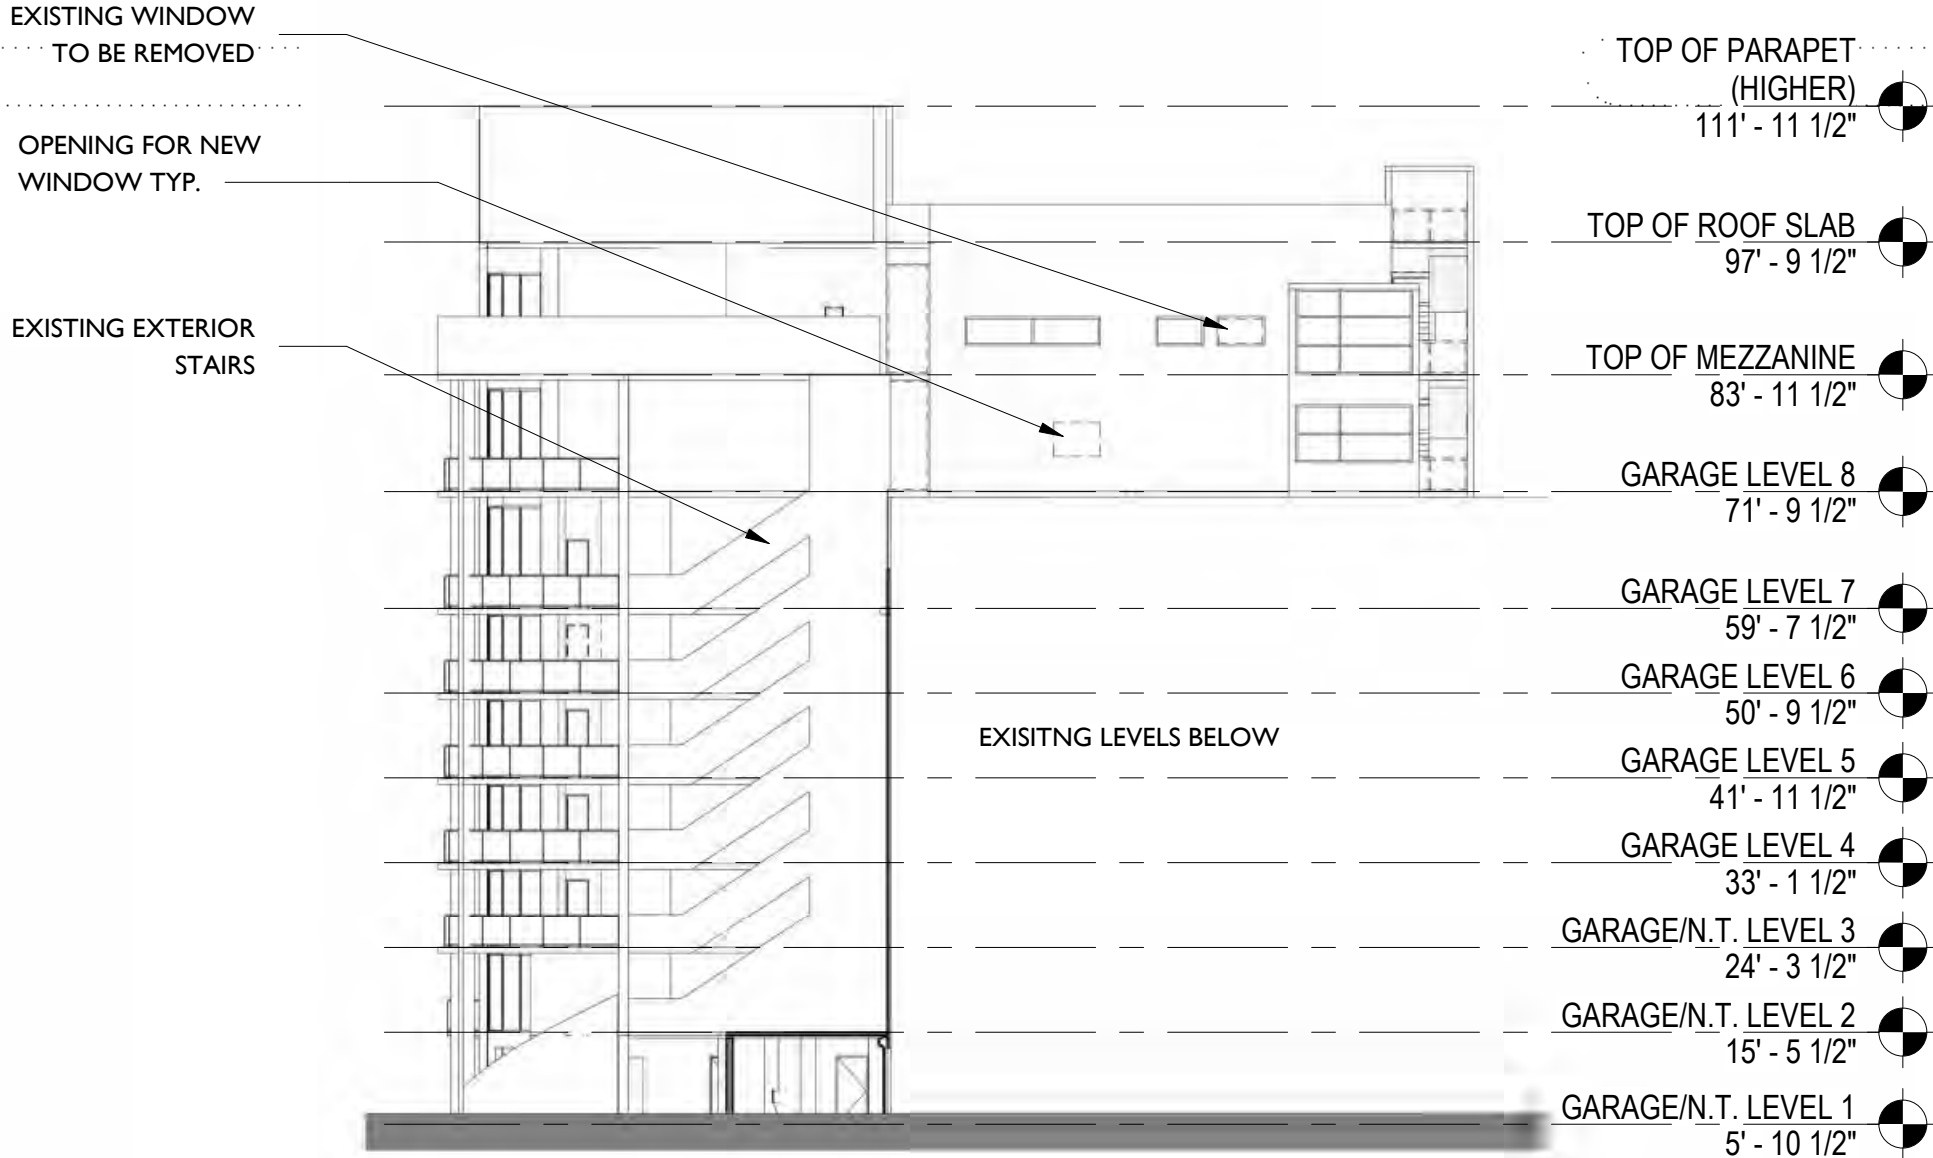 EXISTING WINDOW
TO BE REMOVED
OPENING FOR NEW
WINDOW TYP.
EXISTING EXTERIOR
STAIRS
EXISITNG LEVELS BELOW
TOP OF PARAPET
(HIGHER)
111' - 11 1/2"
TOP OF ROOF SLAB
97' - 9 1/2"
TOP OF MEZZANINE
83' - 11 1/2"
GARAGE LEVEL 8
71' - 9 1/2"
GARAGE LEVEL 7
59' - 7 1/2"
GARAGE LEVEL 6
50' - 9 1/2"
GARAGE LEVEL 5
41' - 11 1/2"
GARAGE LEVEL 4
33' - 1 1/2"
GARAGE/N.T. LEVEL 3
24' - 3 1/2"
GARAGE/N.T. LEVEL 2
15' - 5 1/2"
GARAGE/N.T. LEVEL 1
5' - 10 1/2"